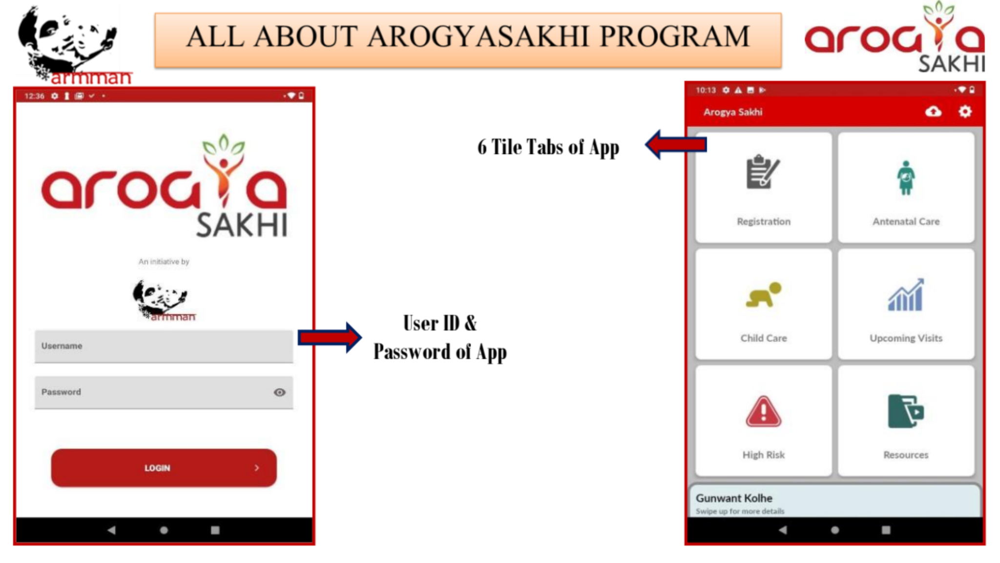 armman
ALL ABOUT AROGYASAKHI PROGRAM
arogya
SAKHI
12:36
arogya
SAKHI
An initiative by
armman
Username
Password
LOGIN
User ID &
Password of App
6 Tile Tabs of App
10:13
Arogya Sakhi
Registration
Antenatal Care
Child Care
Upcoming Visits
High Risk
Resources
Gunwant Kolhe
Swipe up for more details